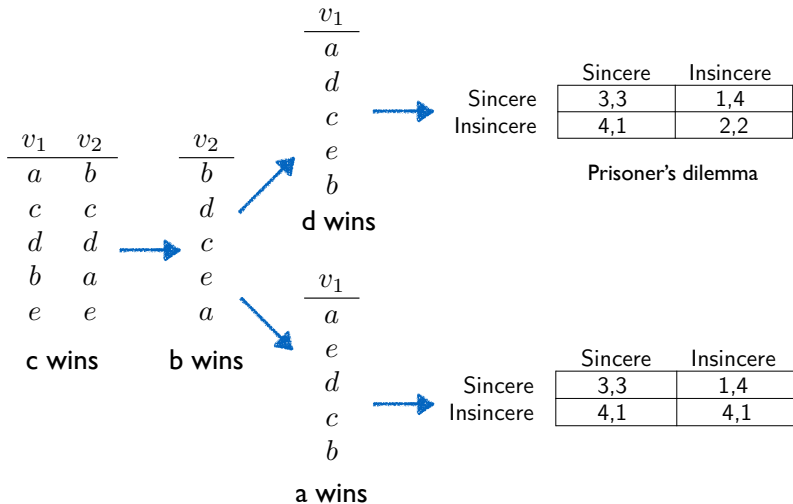 v1 v2
a b
c c
d d
b a
e e
c wins
v2
b
d
c
e
a
b wins
v1
a
d
c
e
b
d wins
Sincere Insincere
Sincere 3,3 1,4
Insincere 4,1 2,2
Prisoner's dilemma
v1
a
e
d
c
b
a wins
Sincere Insincere
Sincere 3,3 1,4
Insincere 4,1 4,1